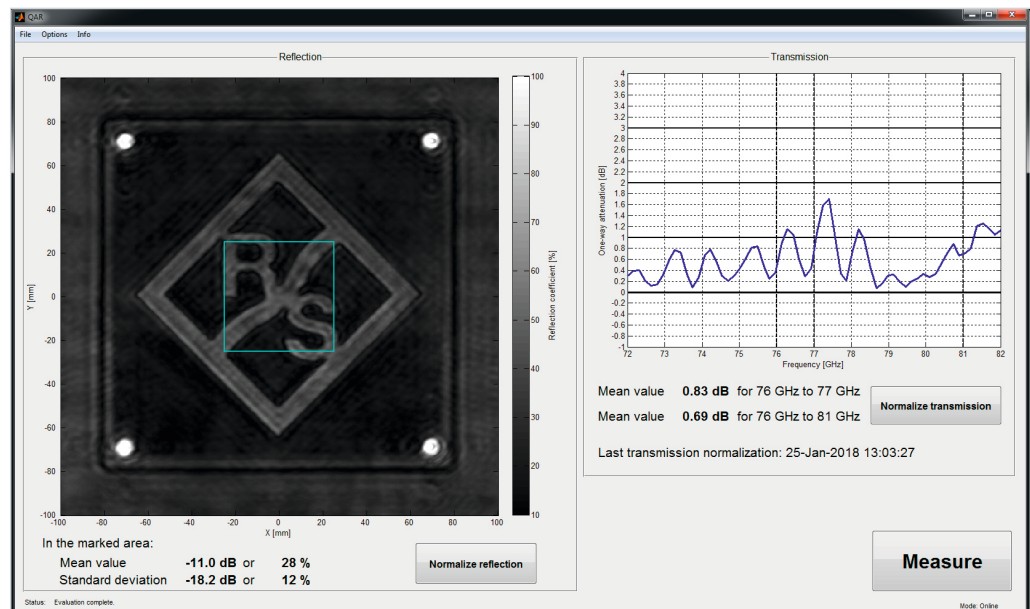 QAR
File Options Info
Reflection
100
80
60
40
20
0
-20
-40
-60
-80
-100
Y [mm]
-100 -80 -60 -40 -20 0 20 40 60 80 100
X [mm]
R S
100
90
80
70
60
50
40
30
20
10
Reflection coefficient [%]
In the marked area:
Mean value -11.0 dB or 28 %
Standard deviation -18.2 dB or 12 %
Normalize reflection
Transmission
4
3.8
3.6
3.4
3.2
3
2.8
2.6
2.4
2.2
2
1.8
1.6
1.4
1.2
1
0.8
0.6
0.4
0.2
0
-0.2
-0.4
-0.6
-0.8
-1
One-way attenuation [dB]
72 73 74 75 76 77 78 79 80 81 82
Frequency [GHz]
Mean value 0.83 dB for 76 GHz to 77 GHz
Mean value 0.69 dB for 76 GHz to 81 GHz
Normalize transmission
Last transmission normalization: 25-Jan-2018 13:03:27
Measure
Status: Evaluation complete.
Mode: Online